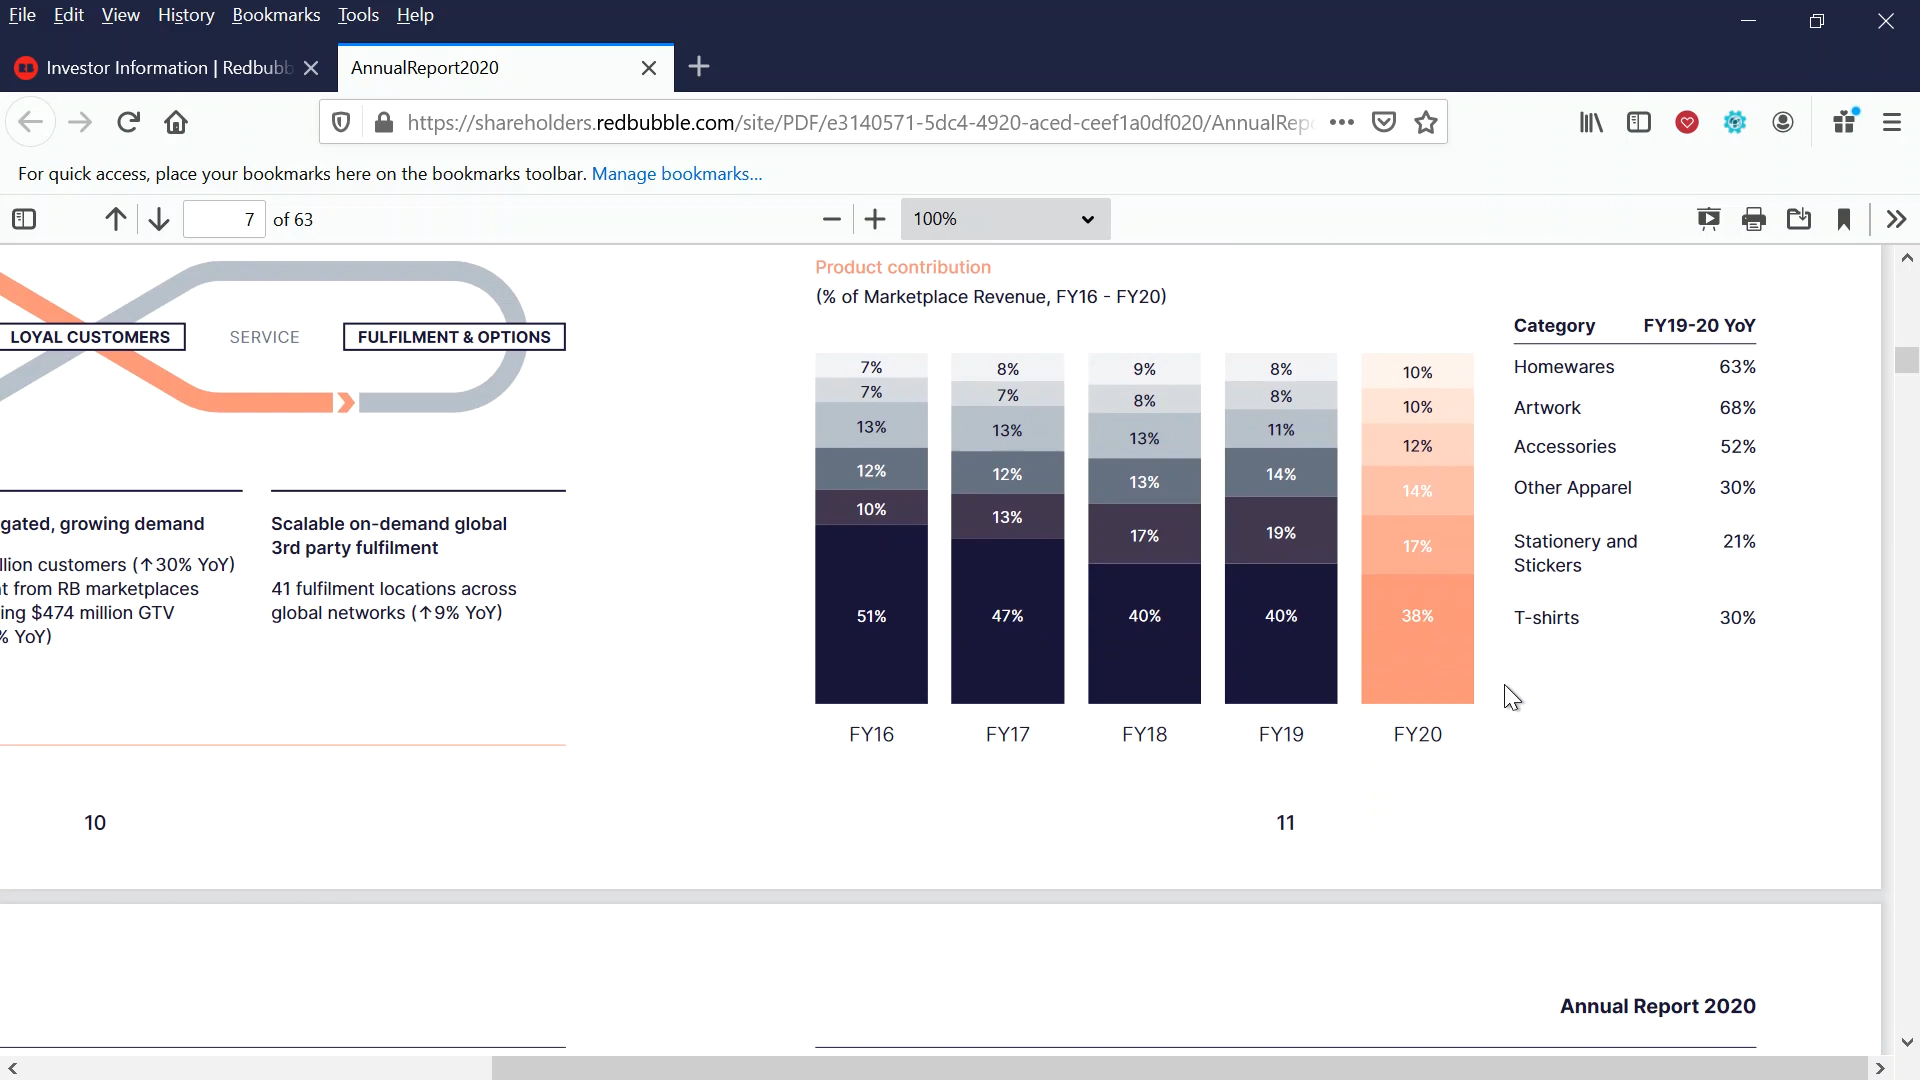 File Edit View History Bookmarks Tools Help
Investor Information | Redbubb
AnnualReport2020
https://shareholders.redbubble.com/site/PDF/e3140571-5dc4-4920-aced-ceef1a0df020/AnnualRep
For quick access, place your bookmarks here on the bookmarks toolbar. Manage bookmarks...
7 of 63
100%
LOYAL CUSTOMERS
SERVICE
FULFILMENT & OPTIONS
gated, growing demand
llion customers (↑30% YoY)
t from RB marketplaces
ing $474 million GTV
% YoY)
Scalable on-demand global
3rd party fulfilment
41 fulfilment locations across
global networks (↑9% YoY)
10
Product contribution
(% of Marketplace Revenue, FY16 - FY20)
7% 8% 9% 8% 10%
7% 7% 8% 8% 10%
13% 13% 13% 11% 12%
12% 12% 13% 14% 14%
10% 13% 17% 19% 17%
51% 47% 40% 40% 38%
FY16 FY17 FY18 FY19 FY20
Category FY19-20 YoY
Homewares 63%
Artwork 68%
Accessories 52%
Other Apparel 30%
Stationery and 21%
Stickers
T-shirts 30%
11
Annual Report 2020